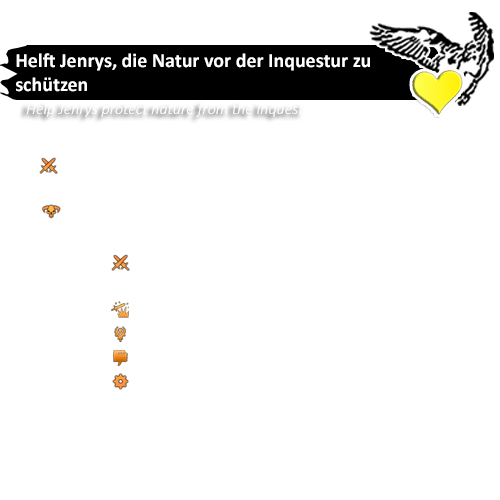 Helft Jenrys, die Natur vor der Inquestur zu
schützen
Help Jenrys protect nature from the Inques